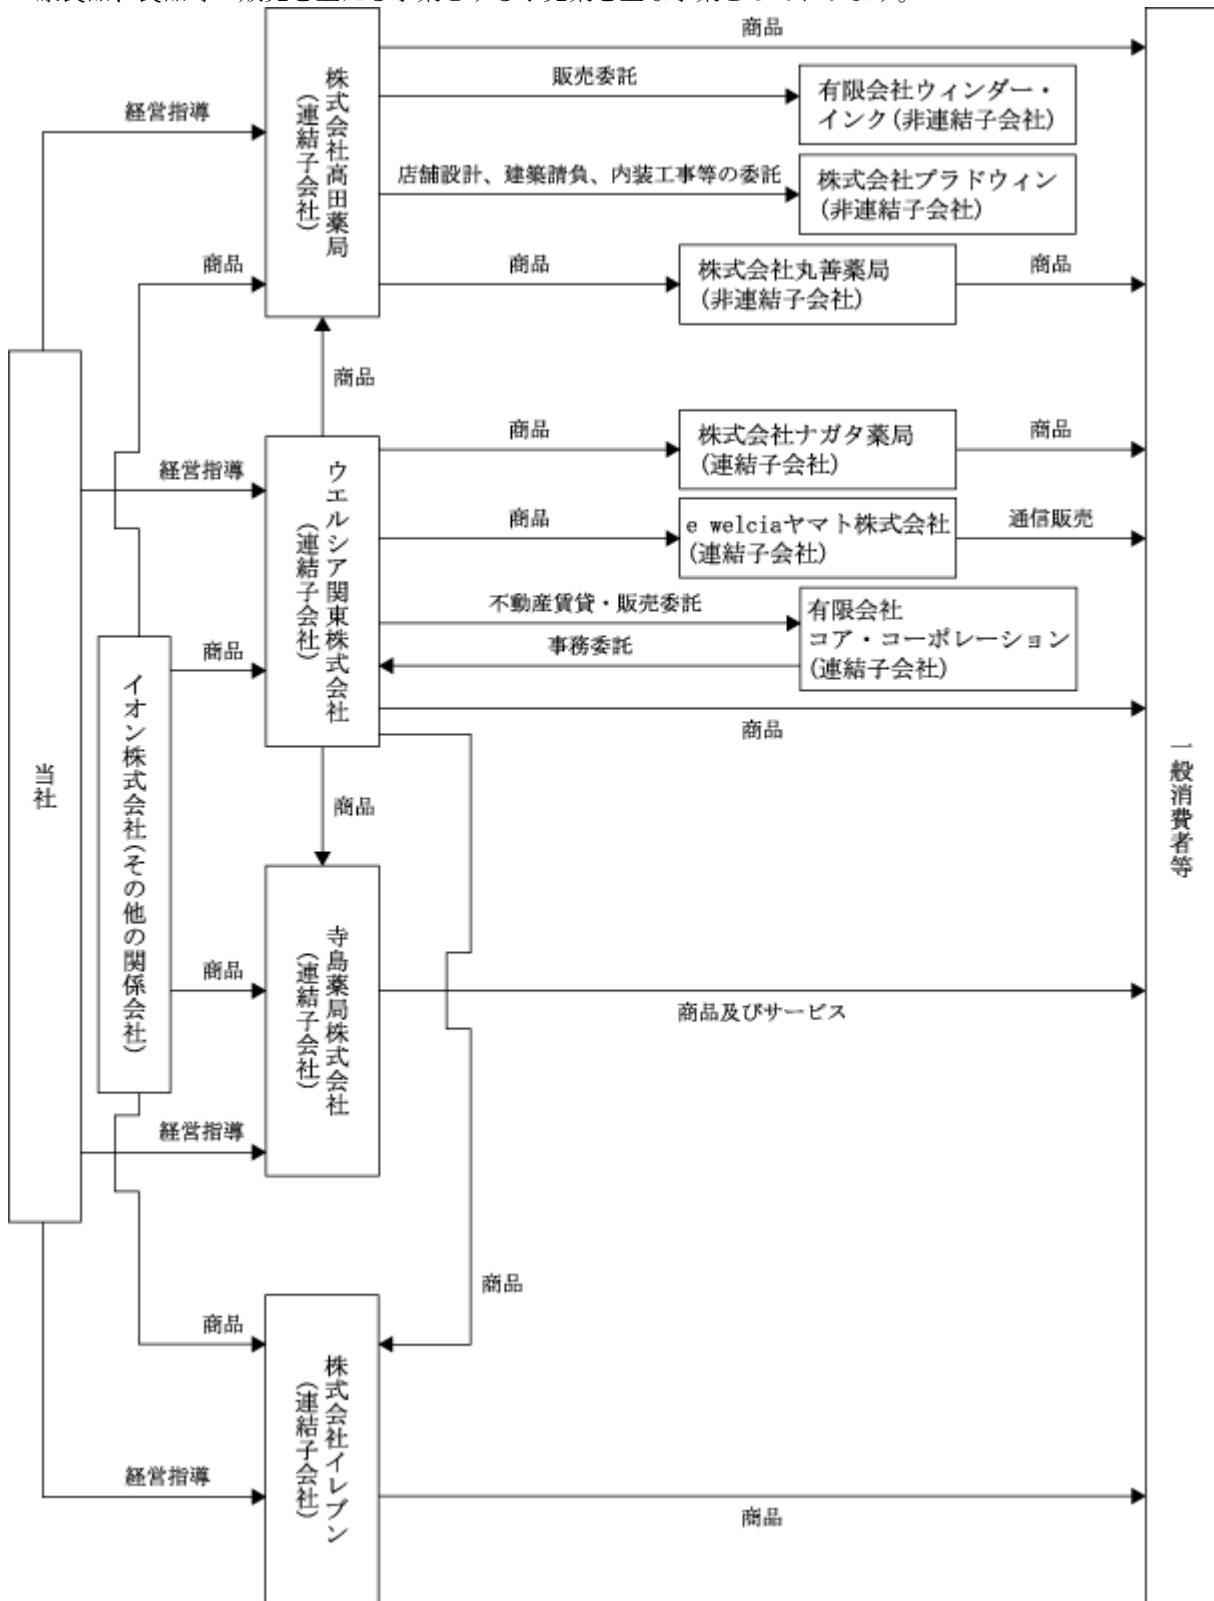 商品
株式会社高田薬局
(連結子会社)
経営指導
販売委託
有限会社ウィンダー・
インク(非連結子会社)
店舗設計、建築請負、内装工事等の委託
株式会社プラドウィン
(非連結子会社)
商品
商品
株式会社丸善薬局
(非連結子会社)
商品
商品
経営指導
ウエルシア関東株式会社
(連結子会社)
商品
株式会社ナガタ薬局
(連結子会社)
商品
商品
e welciaヤマト株式会社
(連結子会社)
通信販売
不動産賃貸・販売委託
事務委託
有限会社
コア・コーポレーション
(連結子会社)
商品
商品
当社
イオン株式会社(その他の関係会社)
一般消費者等
商品
商品
寺島薬局株式会社
(連結子会社)
商品及びサービス
経営指導
商品
商品
株式会社イレブン
(連結子会社)
経営指導
商品